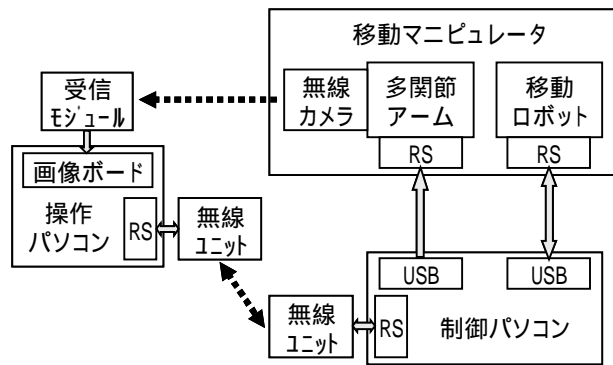 移動マニピュレータ
受信
モジュール
無線
カメラ
多関節
アーム
移動
ロボット
RS
RS
画像ボード
操作
パソコン
RS
無線
ユニット
USB
USB
無線
ユニット
RS
制御パソコン